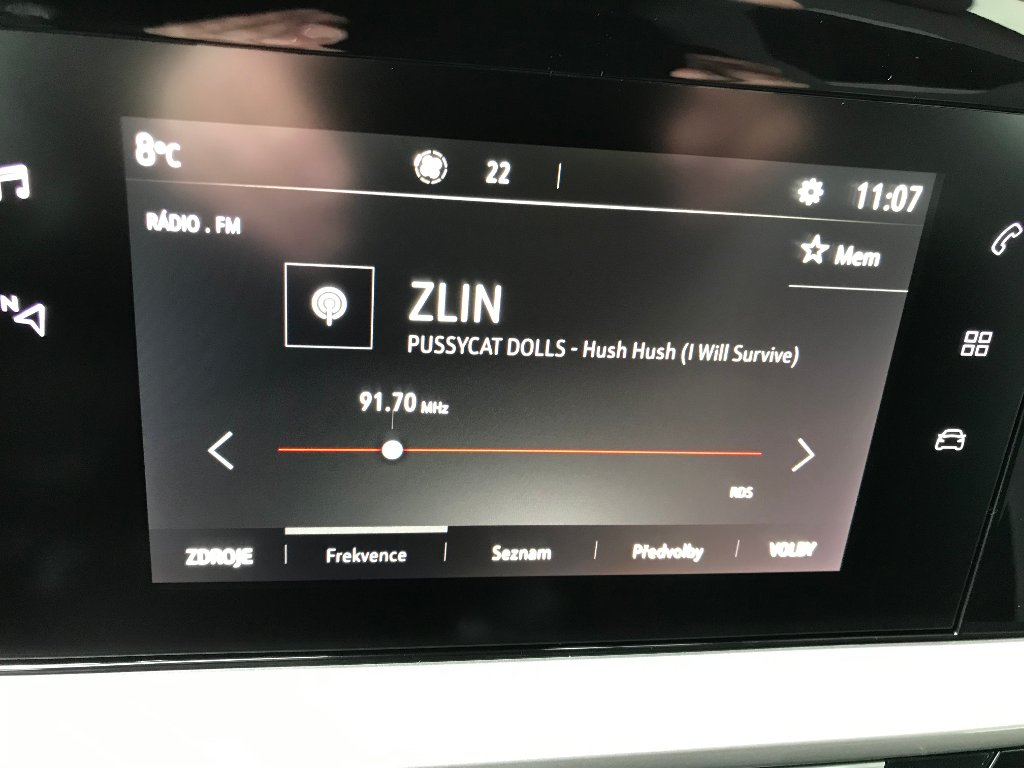 8°C 22 11:07
RÁDIO . FM
Mem
ZLIN
PUSSYCAT DOLLS - Hush Hush (I Will Survive)
91.70 MHz
RDS
ZDROJE Frekvence Seznam Předvolby VOLBY
N